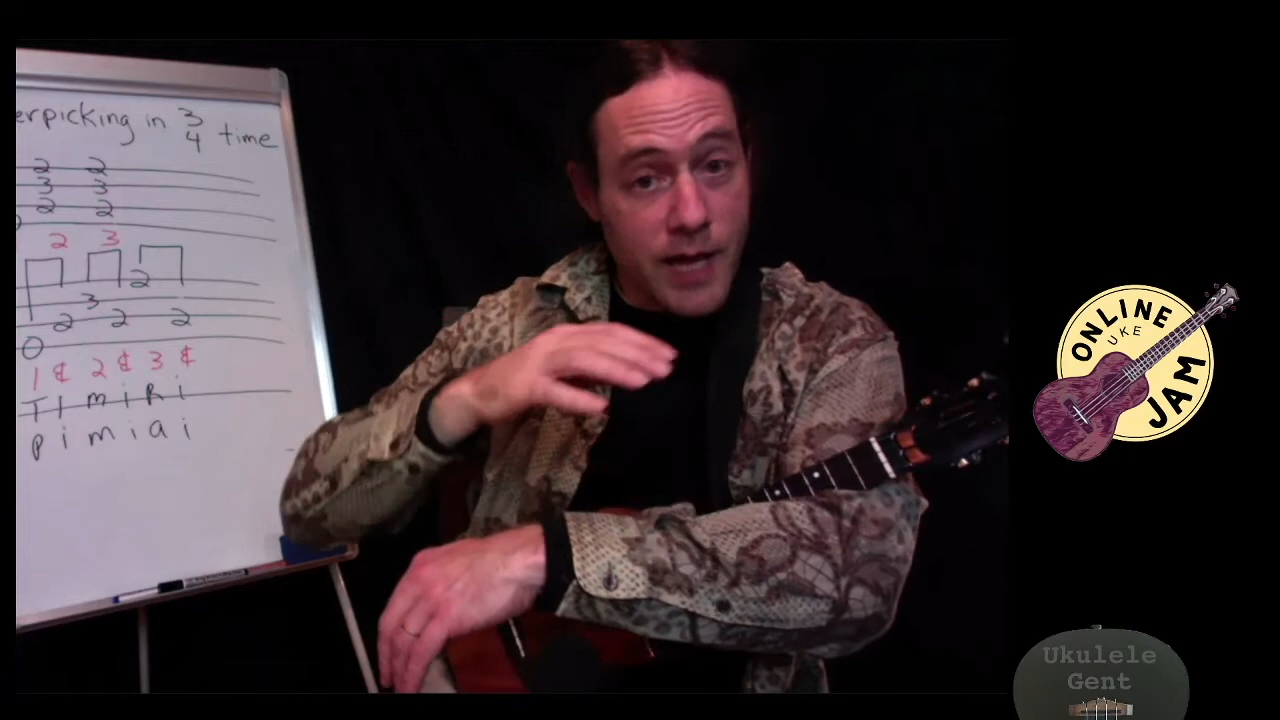 erpicking in 3/4 time
2 2
3 3
2 2
2 3
2
3
2 2 2
0
1 & 2 & 3 &
T i m i R i
p i m i a i
ONLINE
UKE
JAM
Ukulele
Gent